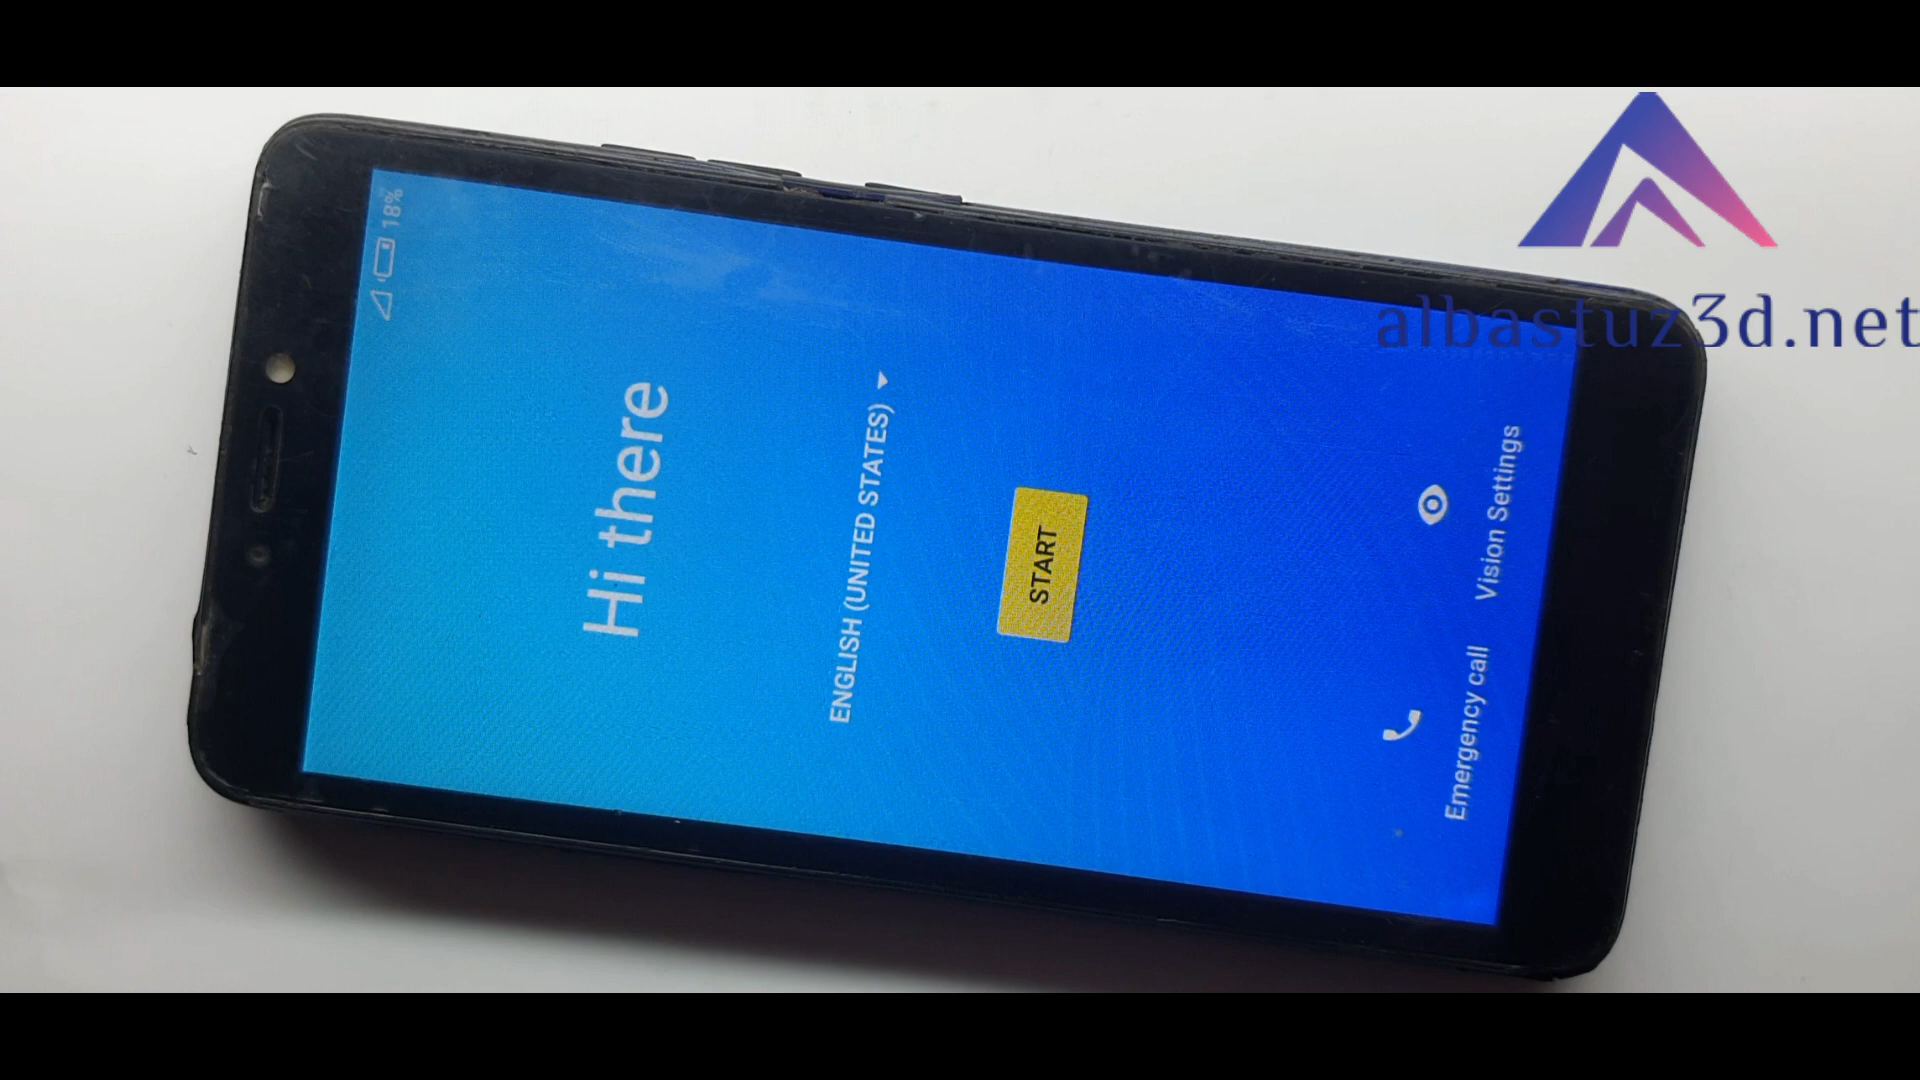 18%
Hi there
ENGLISH (UNITED STATES)
START
Emergency call
Vision Settings
albastuz3d.net